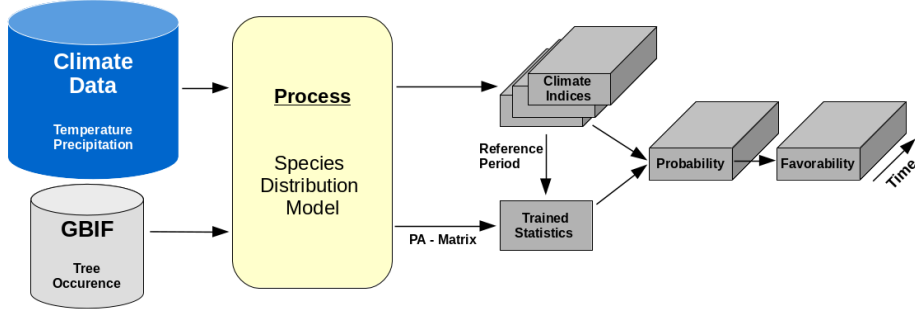 Climate
Data
Temperature
Precipitation
GBIF
Tree
Occurence
Process
Species
Distribution
Model
Climate
Indices
Reference
Period
PA - Matrix
Trained
Statistics
Probability
Favorability
Time